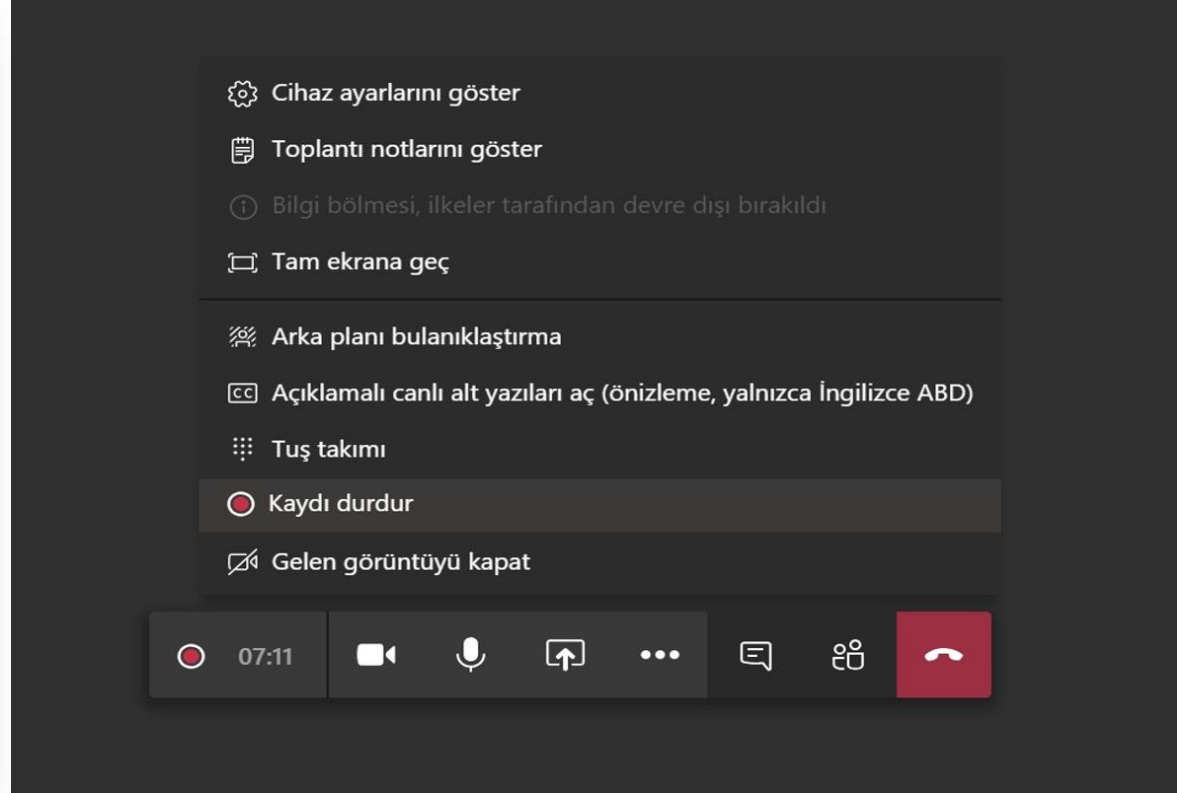 Cihaz ayarlarını göster
Toplantı notlarını göster
Bilgi bölmesi, ilkeler tarafından devre dışı bırakıldı
Tam ekrana geç
Arka planı bulanıklaştırma
CC Açıklamalı canlı alt yazıları aç (önizleme, yalnızca İngilizce ABD)
Tuş takımı
Kaydı durdur
Gelen görüntüyü kapat
07:11